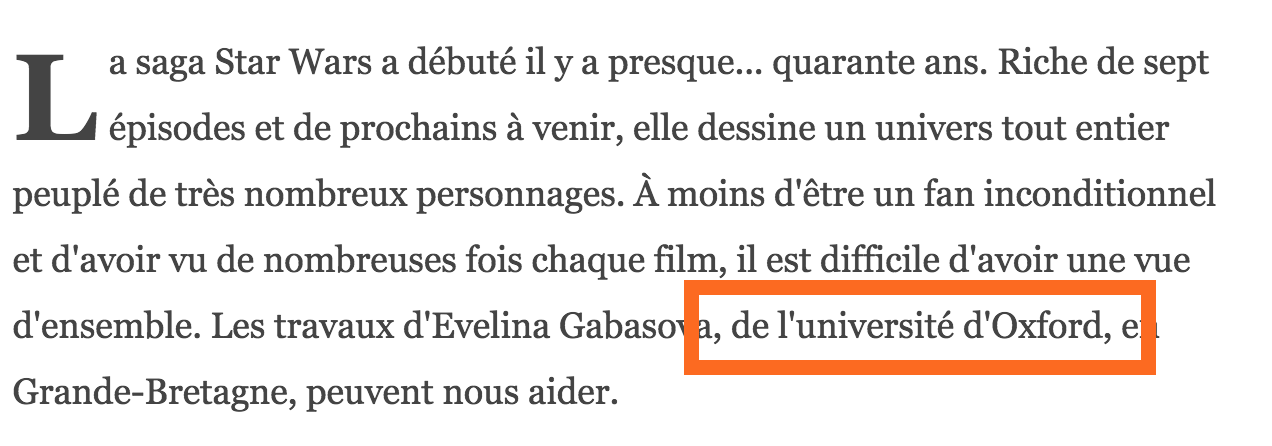 La saga Star Wars a débuté il y a presque... quarante ans. Riche de sept
épisodes et de prochains à venir, elle dessine un univers tout entier
peuplé de très nombreux personnages. À moins d'être un fan inconditionnel
et d'avoir vu de nombreuses fois chaque film, il est difficile d'avoir une vue
d'ensemble. Les travaux d'Evelina Gabasova, de l'université d'Oxford, en
Grande-Bretagne, peuvent nous aider.